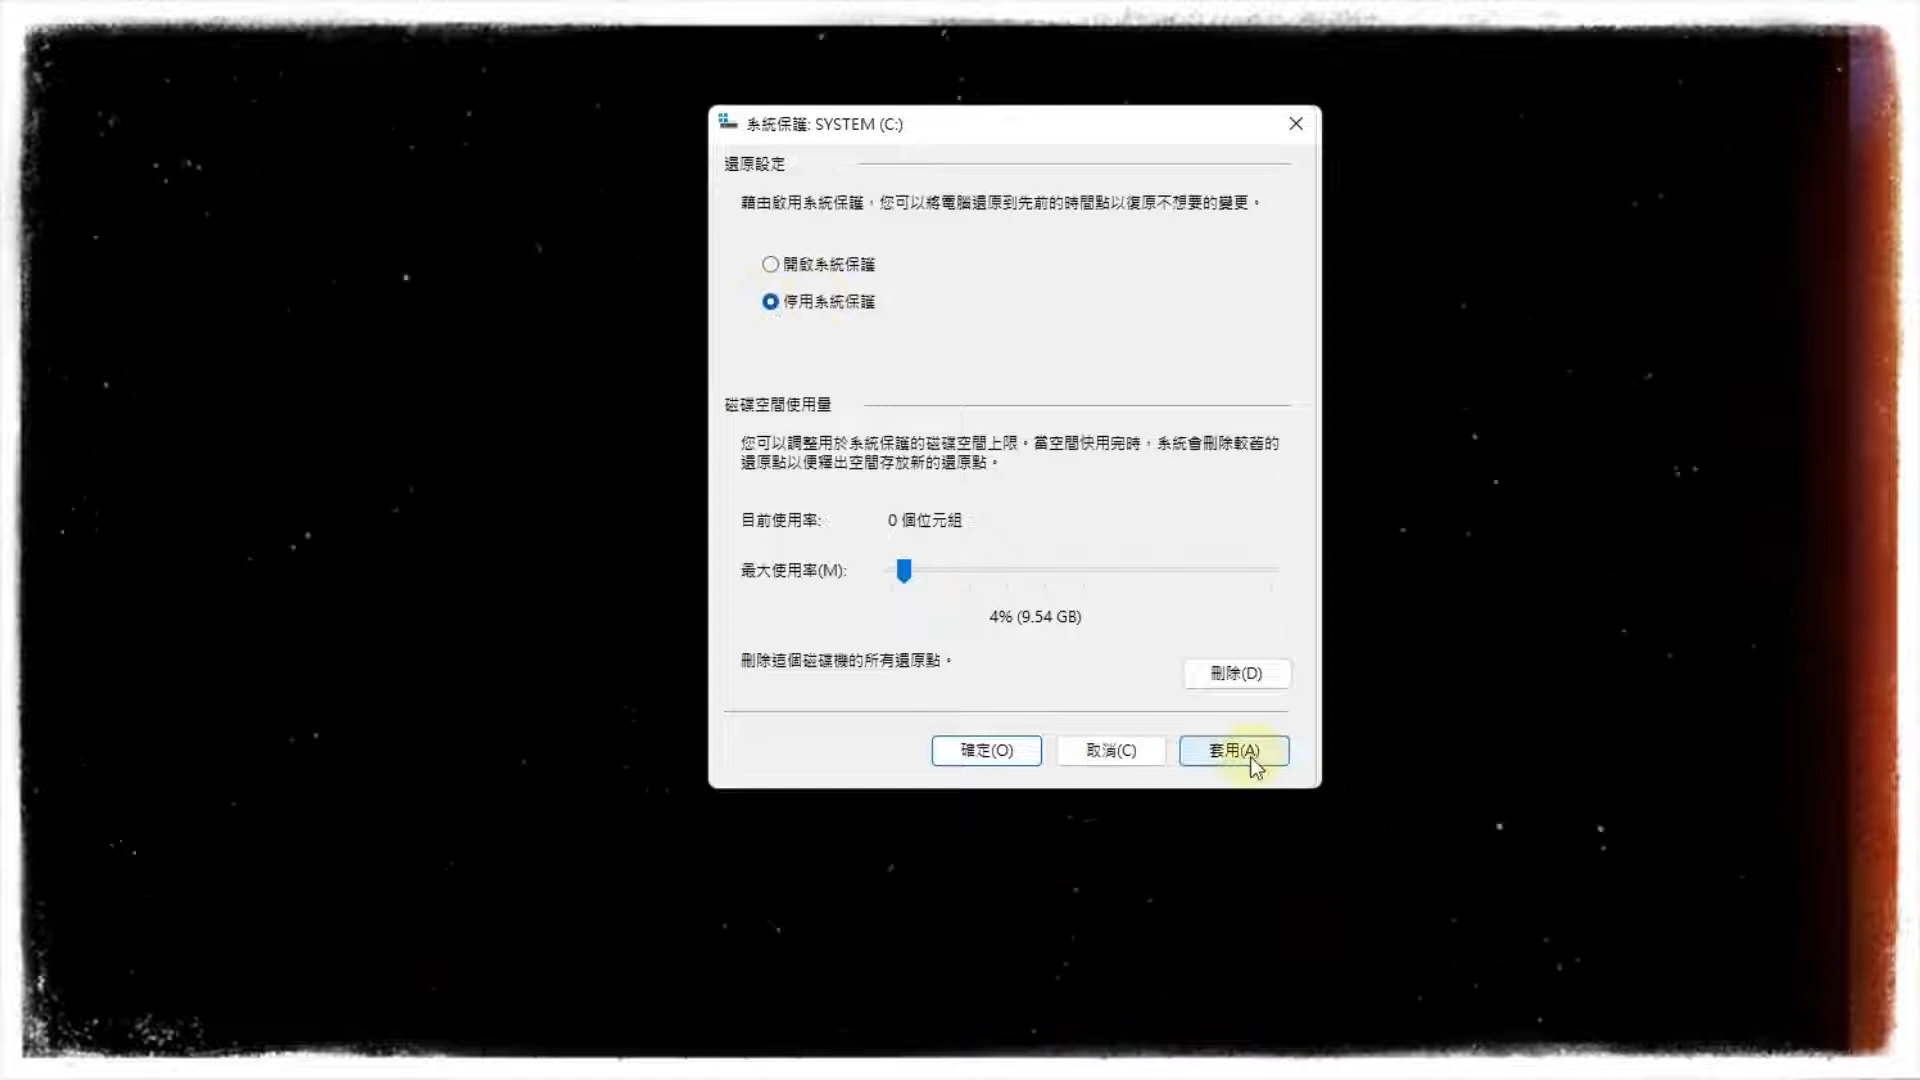 系統保護: SYSTEM (C:)
還原設定
藉由啟用系統保護，您可以將電腦還原到先前的時間點以復原不想要的變更。
開啟系統保護
停用系統保護
磁碟空間使用量
您可以調整用於系統保護的磁碟空間上限。當空間快用完時，系統會刪除較舊的
還原點以便釋出空間存放新的還原點。
目前使用率: 0 個位元組
最大使用率(M):
4% (9.54 GB)
刪除這個磁碟機的所有還原點。
刪除(D)
確定(O) 取消(C) 套用(A)